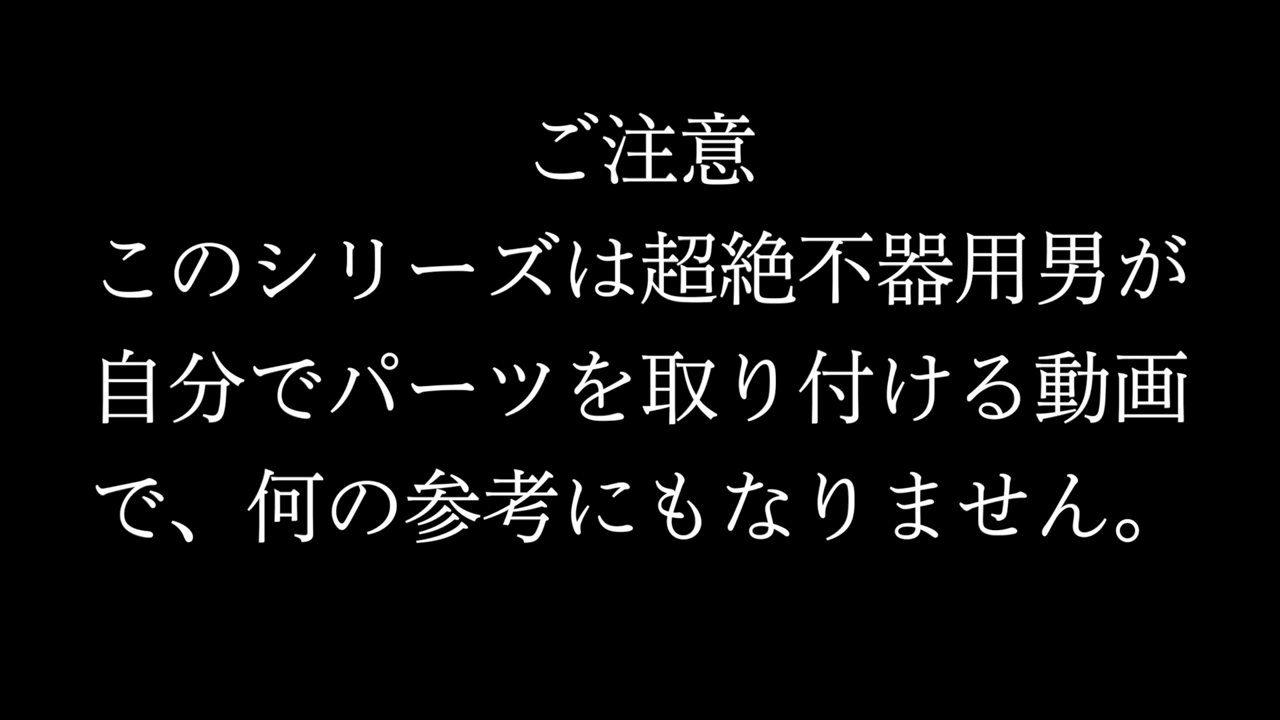 ご注意
このシリーズは超絶不器用男が
自分でパーツを取り付ける動画
で、何の参考にもなりません。